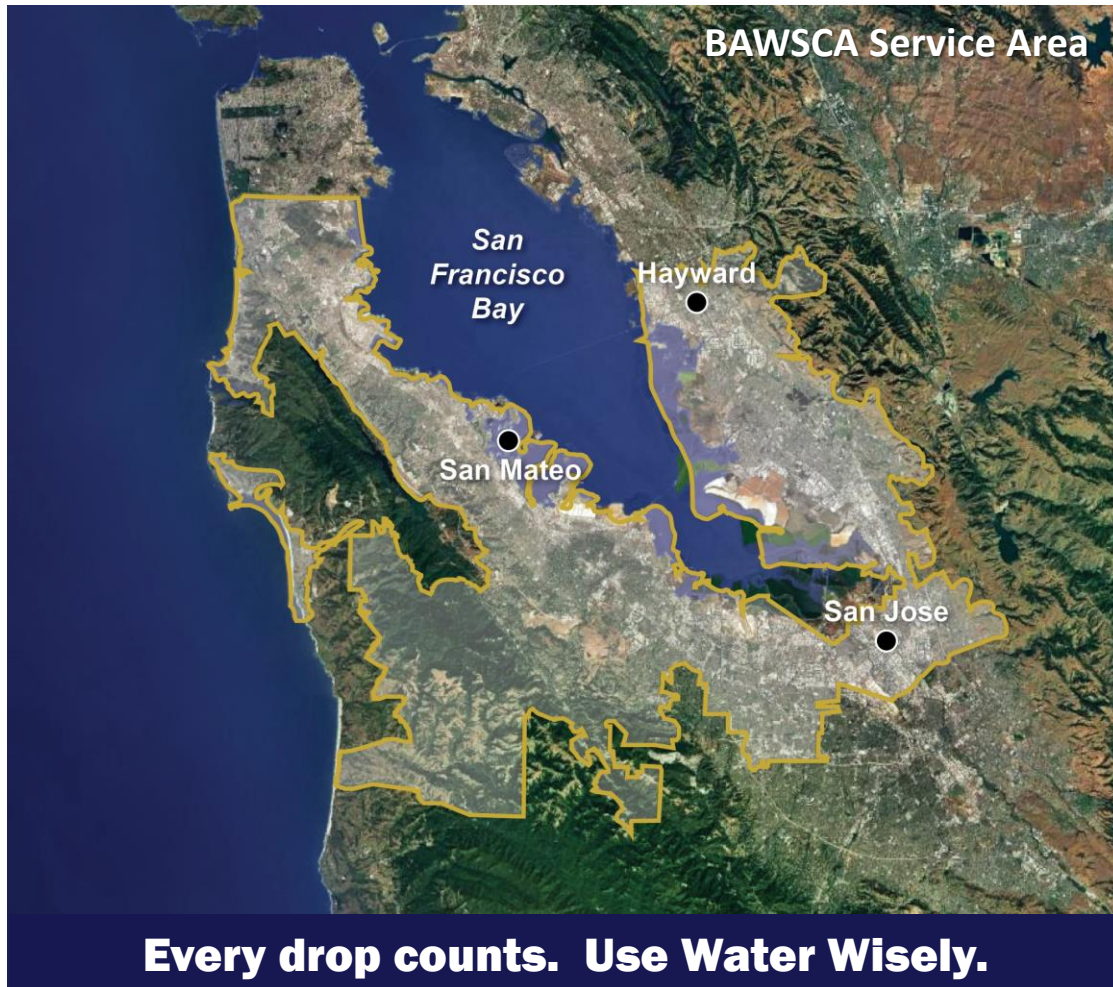 BAWSCA Service Area
San
Francisco
Bay
Hayward
San Mateo
San Jose
Every drop counts.  Use Water Wisely.